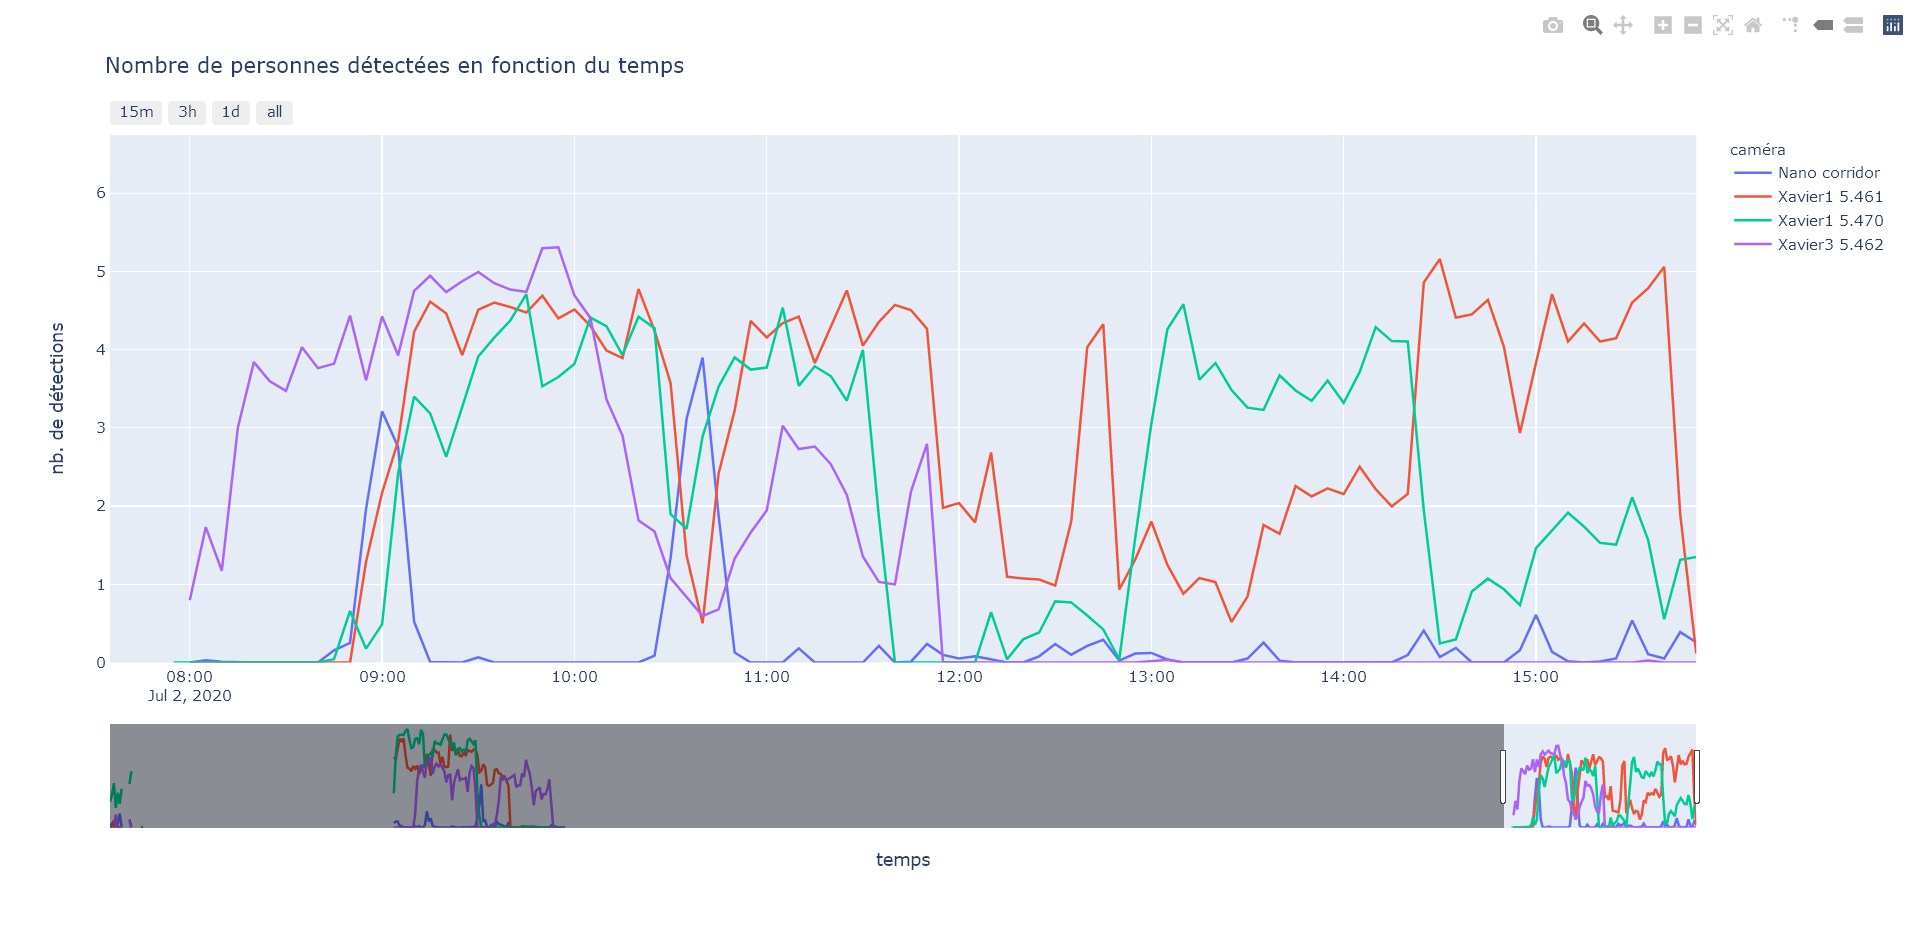 Nombre de personnes détectées en fonction du temps
15m 3h 1d all
caméra
Nano corridor
Xavier1 5.461
Xavier1 5.470
Xavier3 5.462
nb. de détections
6
5
4
3
2
1
0
08:00 09:00 10:00 11:00 12:00 13:00 14:00 15:00
Jul 2, 2020
temps